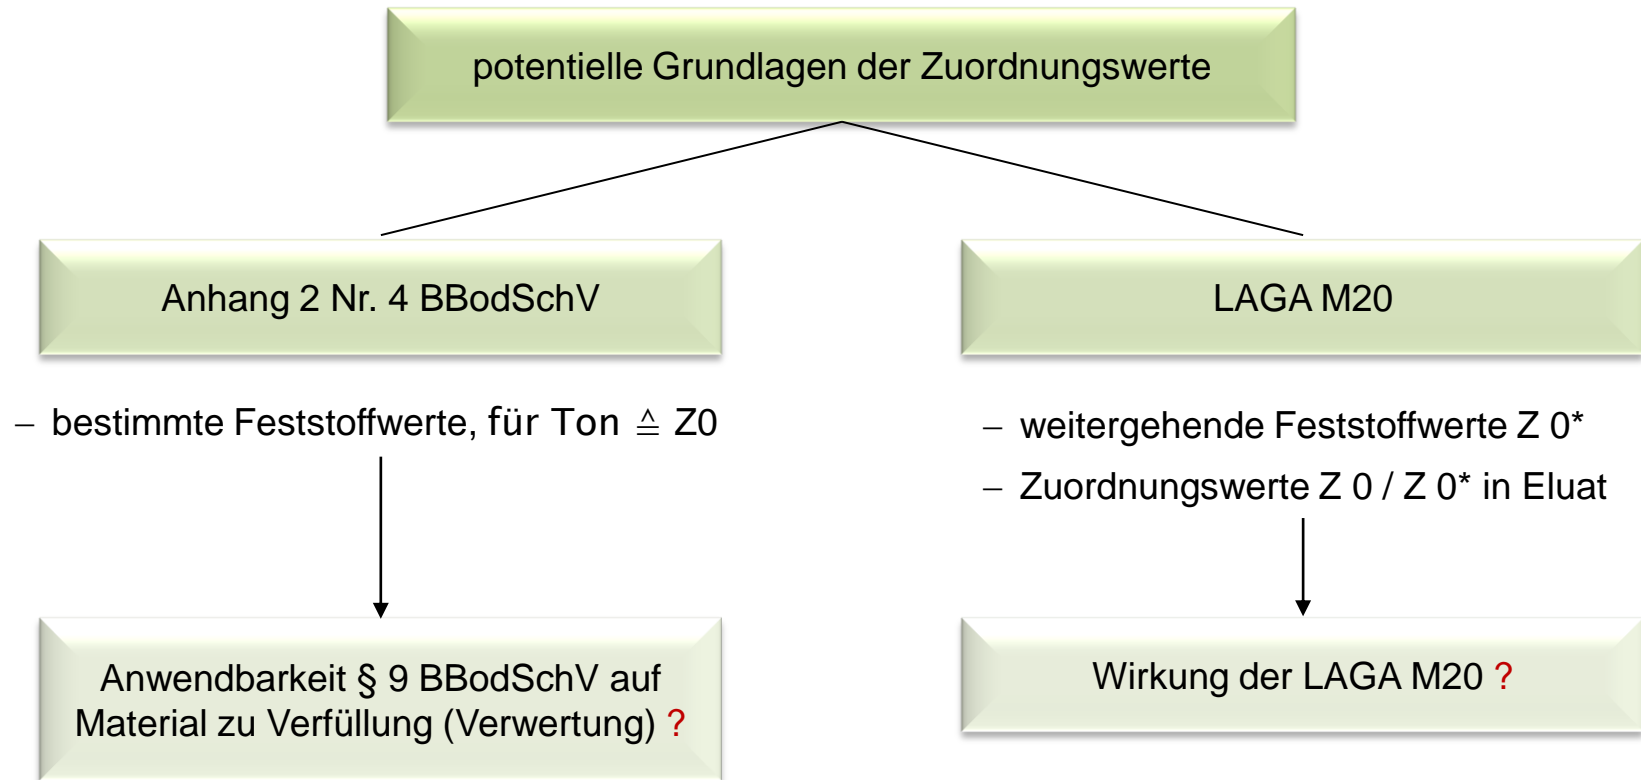 potentielle Grundlagen der Zuordnungswerte
Anhang 2 Nr. 4 BBodSchV
– bestimmte Feststoffwerte, für Ton ≙ Z0
Anwendbarkeit § 9 BBodSchV auf
Material zu Verfüllung (Verwertung) ?
LAGA M20
– weitergehende Feststoffwerte Z 0*
– Zuordnungswerte Z 0 / Z 0* in Eluat
Wirkung der LAGA M20 ?